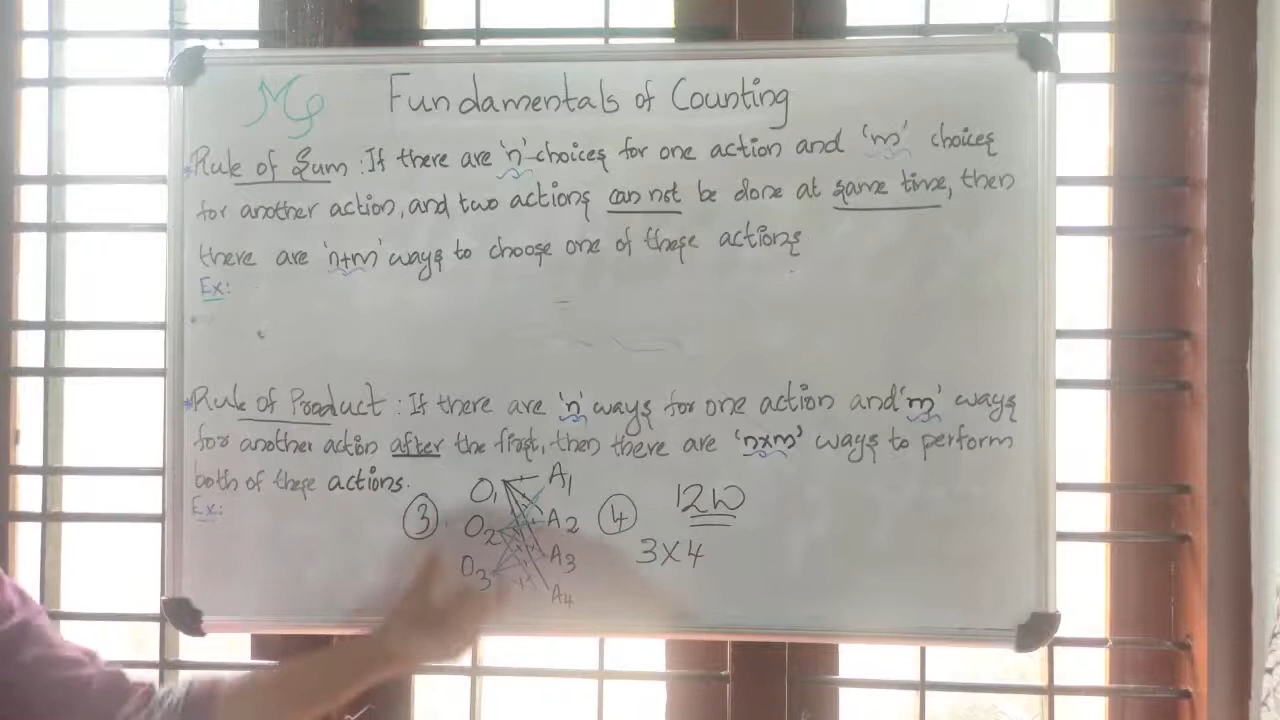 Mg Fundamentals of Counting
*Rule of Sum : If there are 'n' choices for one action and 'm' choices
for another action, and two actions can not be done at same time, then
there are 'n+m' ways to choose one of these actions
Ex:
*Rule of Product : If there are 'n' ways for one action and 'm' ways
for another action after the first, then there are 'n×m' ways to perform
both of these actions.
Ex:
3 O1 A1 4 12W
O2 A2
O3 A3 3×4
A4